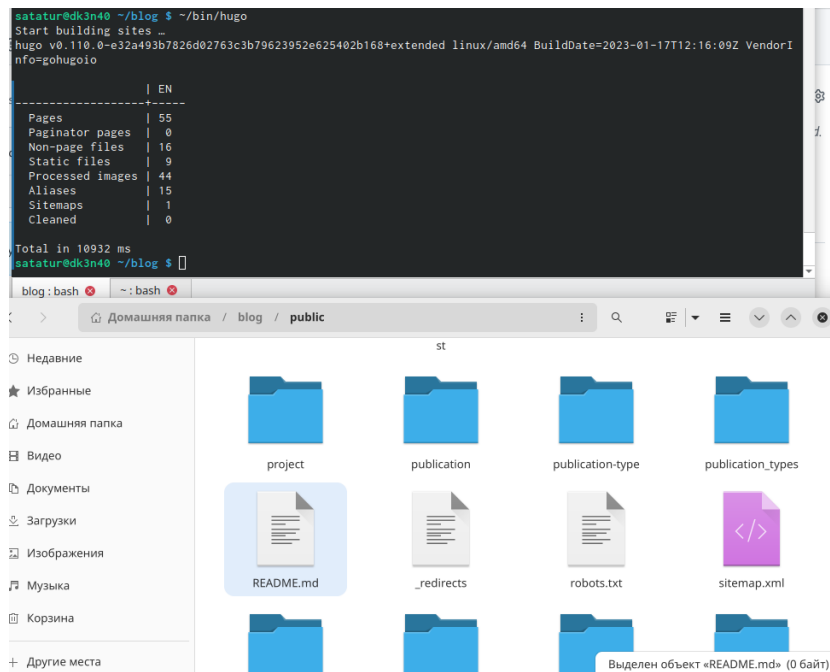 satatur@dk3n40 ~/blog $ ~/bin/hugo
Start building sites …
hugo v0.110.0-e32a493b7826d02763c3b79623952e625402b168+extended linux/amd64 BuildDate=2023-01-17T12:16:09Z VendorI
nfo=gohugoio
| EN
-------------------+-----
Pages | 55
Paginator pages | 0
Non-page files | 16
Static files | 9
Processed images | 44
Aliases | 15
Sitemaps | 1
Cleaned | 0
Total in 10932 ms
satatur@dk3n40 ~/blog $
blog : bash ~ : bash
Домашняя папка / blog / public
st
Недавние
Избранные
Домашняя папка
Видео
Документы
Загрузки
Изображения
Музыка
Корзина
+ Другие места
project publication publication-type publication_types
README.md _redirects robots.txt sitemap.xml
Выделен объект «README.md» (0 байт)